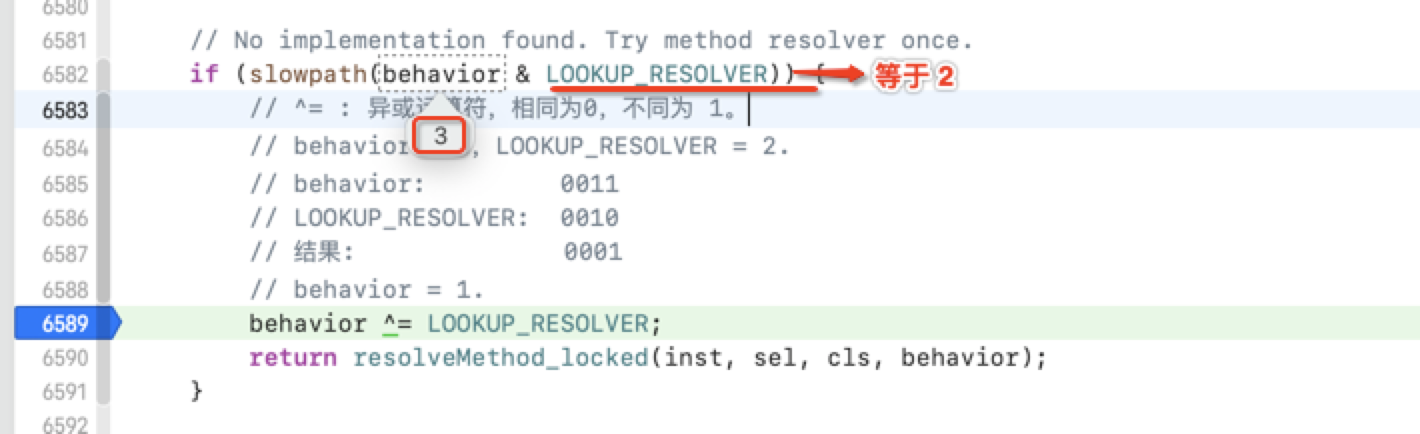 6580
6581 // No implementation found. Try method resolver once.
6582 if (slowpath(behavior & LOOKUP_RESOLVER)) { 等于 2
6583 // ^= : 异或运算符，相同为0，不同为 1。
3
6584 // behavior , LOOKUP_RESOLVER = 2.
6585 // behavior: 0011
6586 // LOOKUP_RESOLVER: 0010
6587 // 结果: 0001
6588 // behavior = 1.
6589 behavior ^= LOOKUP_RESOLVER;
6590 return resolveMethod_locked(inst, sel, cls, behavior);
6591 }
6592